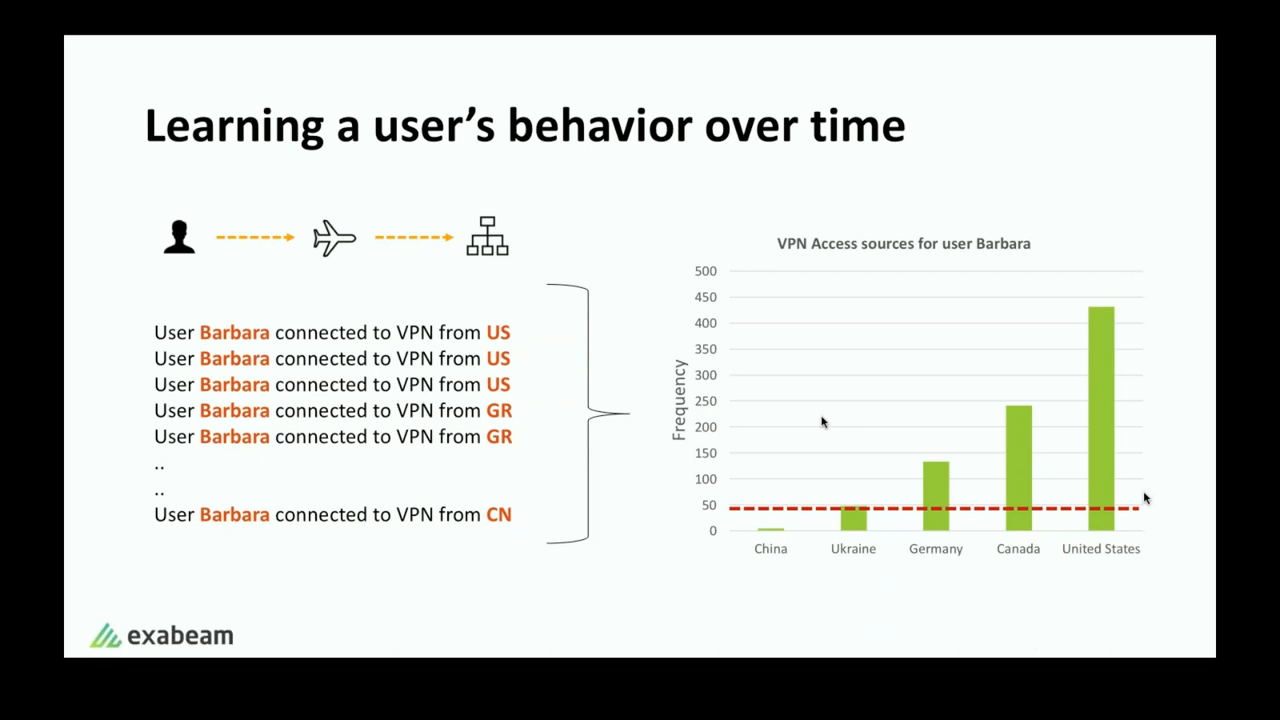 Learning a user’s behavior over time
User Barbara connected to VPN from US
User Barbara connected to VPN from US
User Barbara connected to VPN from US
User Barbara connected to VPN from GR
User Barbara connected to VPN from GR
..
..
User Barbara connected to VPN from CN
VPN Access sources for user Barbara
Frequency
500
450
400
350
300
250
200
150
100
50
0
China Ukraine Germany Canada United States
exabeam